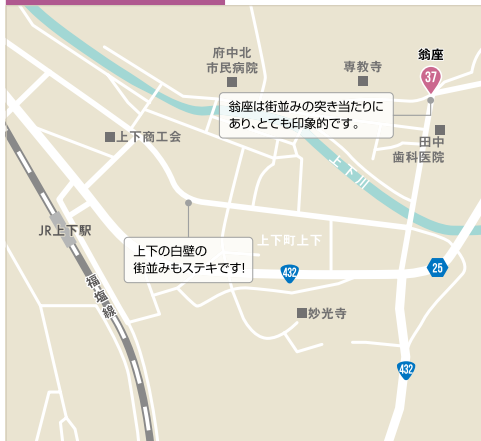 翁座
37
府中北
市民病院
専教寺
翁座は街並みの突き当たりに
あり、とても印象的です。
田中
歯科医院
上下商工会
上下川
JR上下駅
上下町上下
上下の白壁の
街並みもステキです!
福塩線
432
25
妙光寺
432